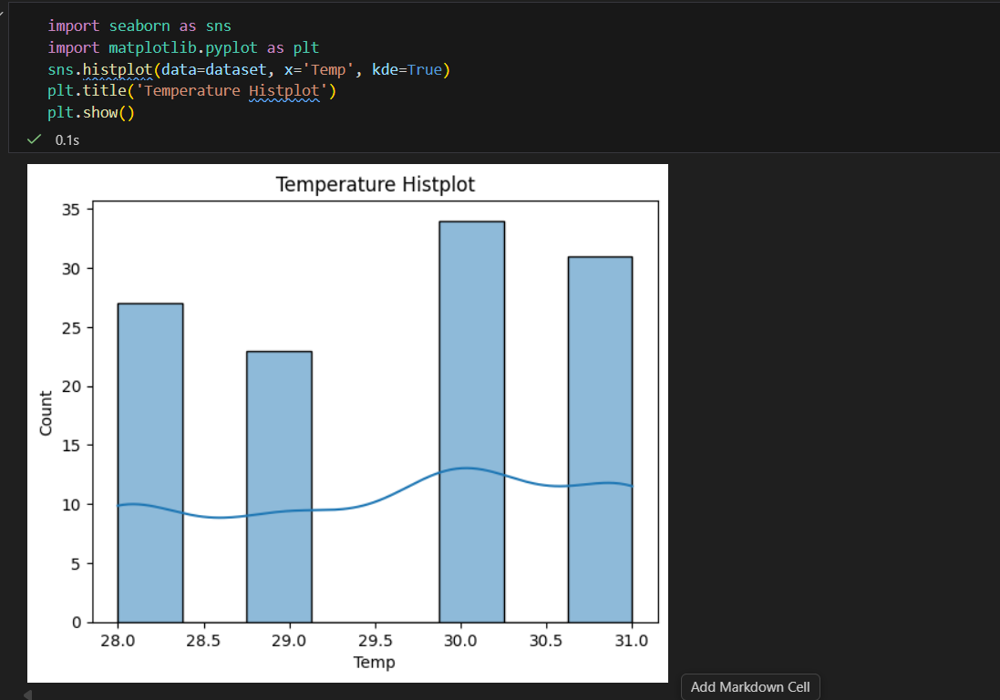 import seaborn as sns
import matplotlib.pyplot as plt
sns.histplot(data=dataset, x='Temp', kde=True)
plt.title('Temperature Histplot')
plt.show()
0.1s
Temperature Histplot
35
30
25
20
15
10
5
0
Count
28.0 28.5 29.0 29.5 30.0 30.5 31.0
Temp
Add Markdown Cell